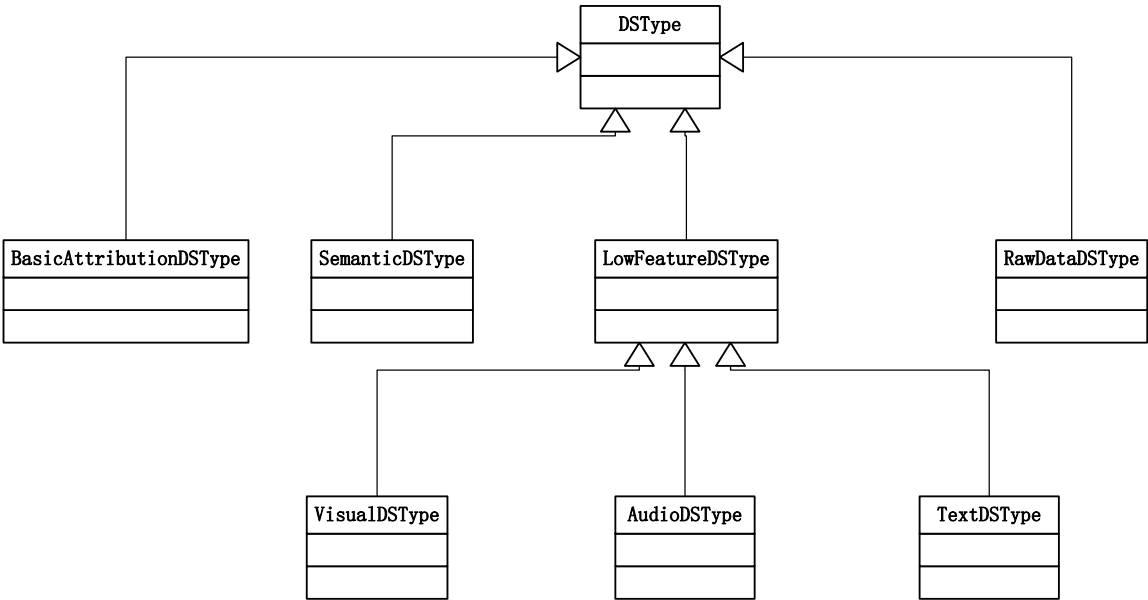 DSType
BasicAttributionDSType
SemanticDSType
LowFeatureDSType
RawDataDSType
VisualDSType
AudioDSType
TextDSType